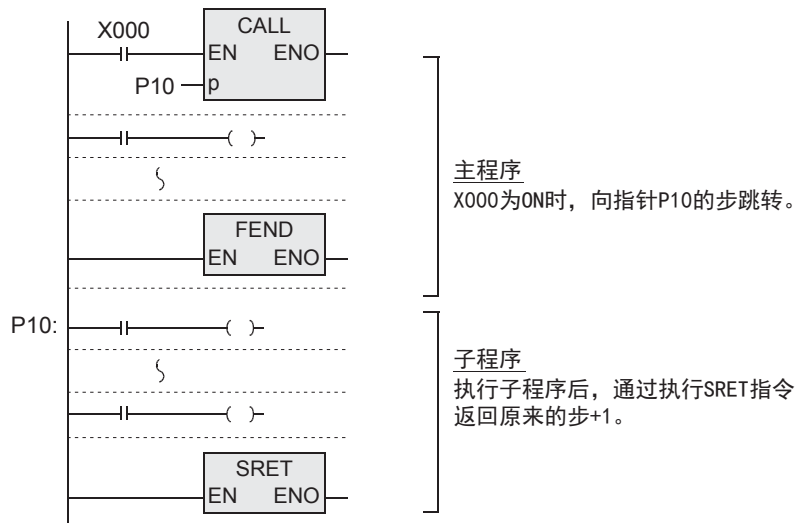 X000
CALL
EN ENO
P10
p
主程序
X000为ON时，向指针P10的步跳转。
FEND
EN ENO
P10:
子程序
执行子程序后，通过执行SRET指令
返回原来的步+1。
SRET
EN ENO